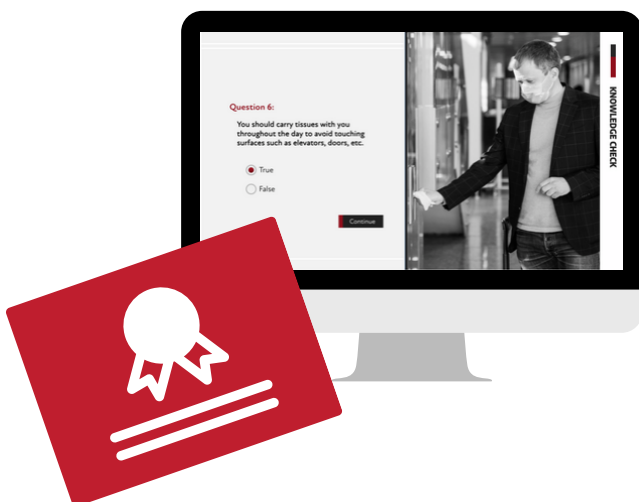 Question 6:
You should carry tissues with you
throughout the day to avoid touching
surfaces such as elevators, doors, etc.
True
False
Continue
KNOWLEDGE CHECK